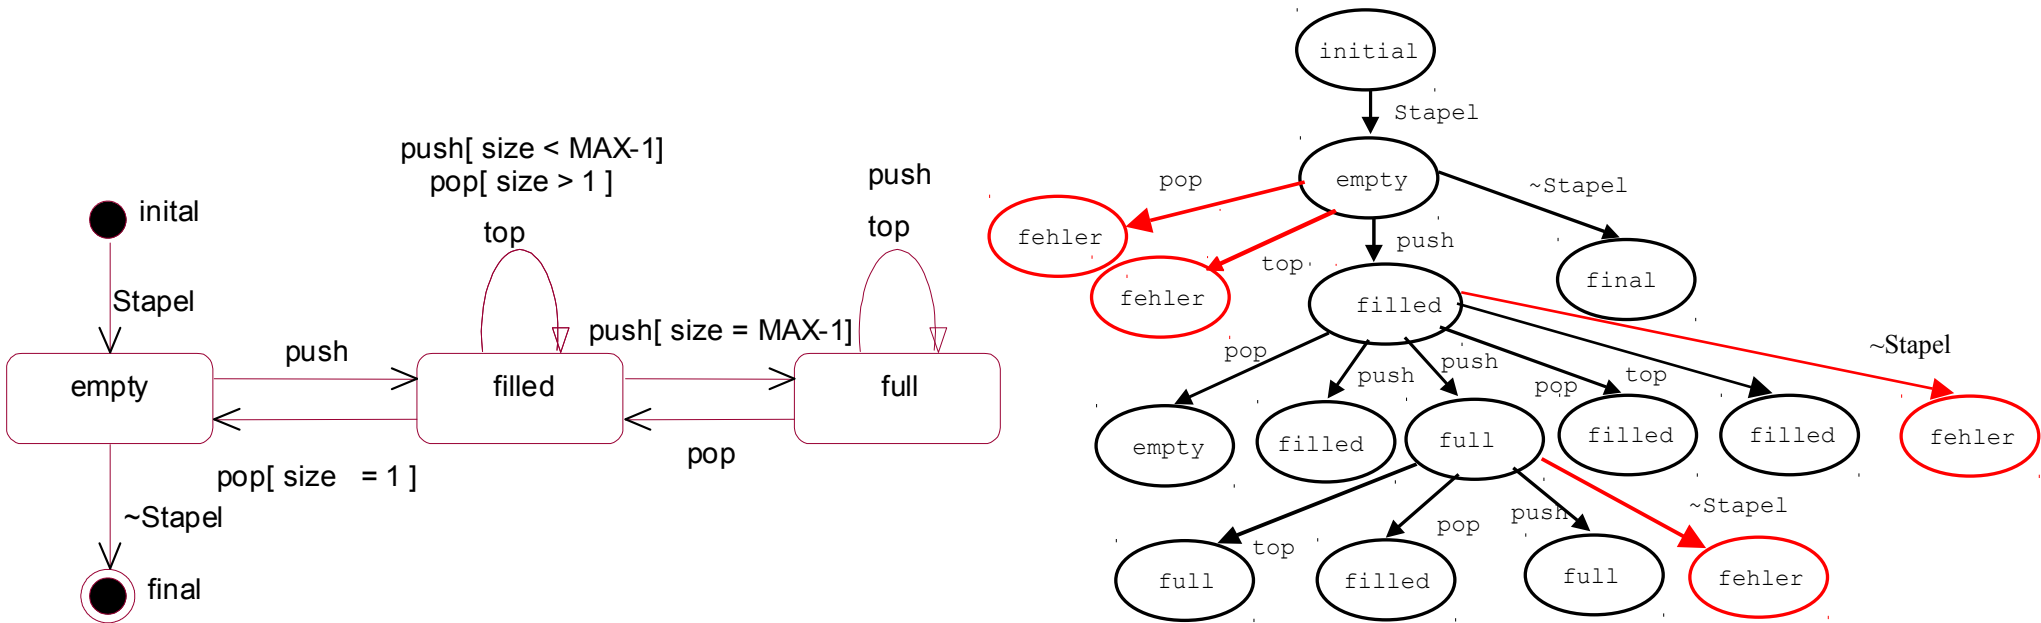 push[ size < MAX-1]
pop[ size > 1 ]
top
push
top
inital
Stapel
push
push[ size = MAX-1]
empty
filled
full
pop[ size   = 1 ]
pop
~Stapel
final
initial
Stapel
empty
pop
~Stapel
fehler
top
push
fehler
final
filled
pop
push
push
pop
top
~Stapel
empty
filled
full
filled
filled
fehler
top
pop
push
~Stapel
full
filled
full
fehler